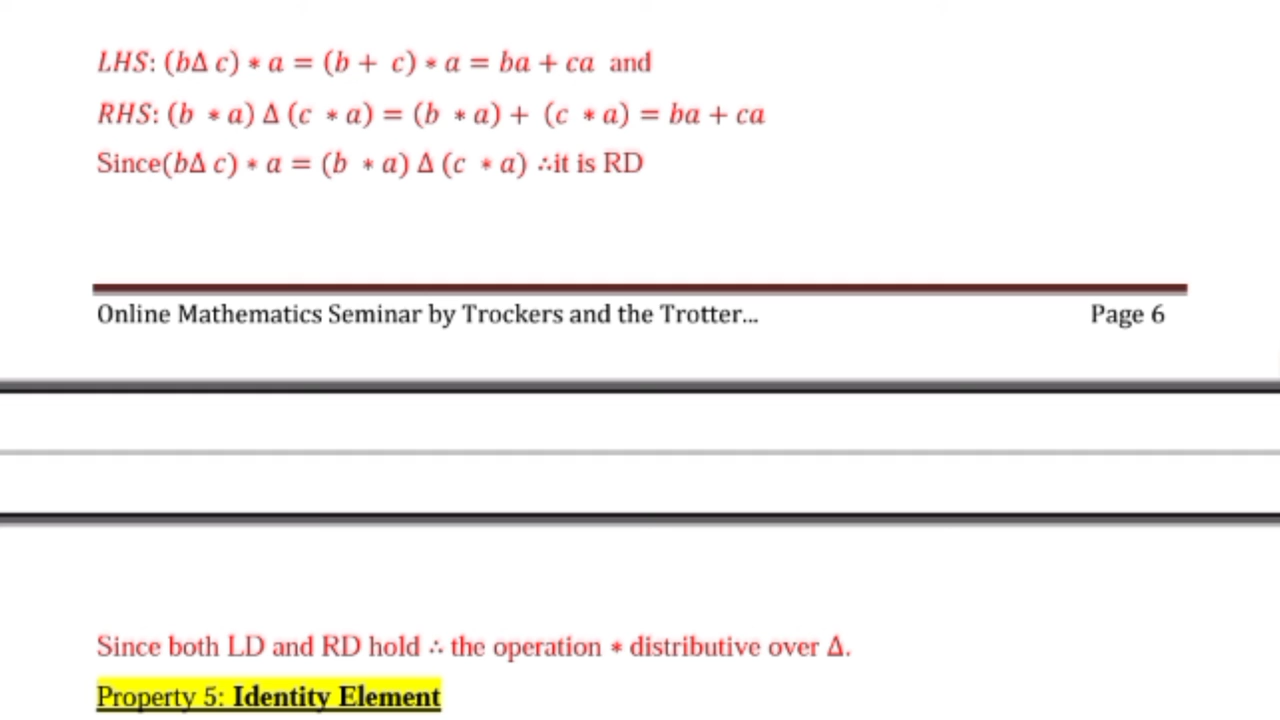 LHS: (bΔ c) ∗ a = (b + c) ∗ a = ba + ca and
RHS: (b ∗ a) Δ (c ∗ a) = (b ∗ a) + (c ∗ a) = ba + ca
Since(bΔ c) ∗ a = (b ∗ a) Δ (c ∗ a) ∴it is RD
Online Mathematics Seminar by Trockers and the Trotter... Page 6
Since both LD and RD hold ∴ the operation ∗ distributive over Δ.
Property 5: Identity Element